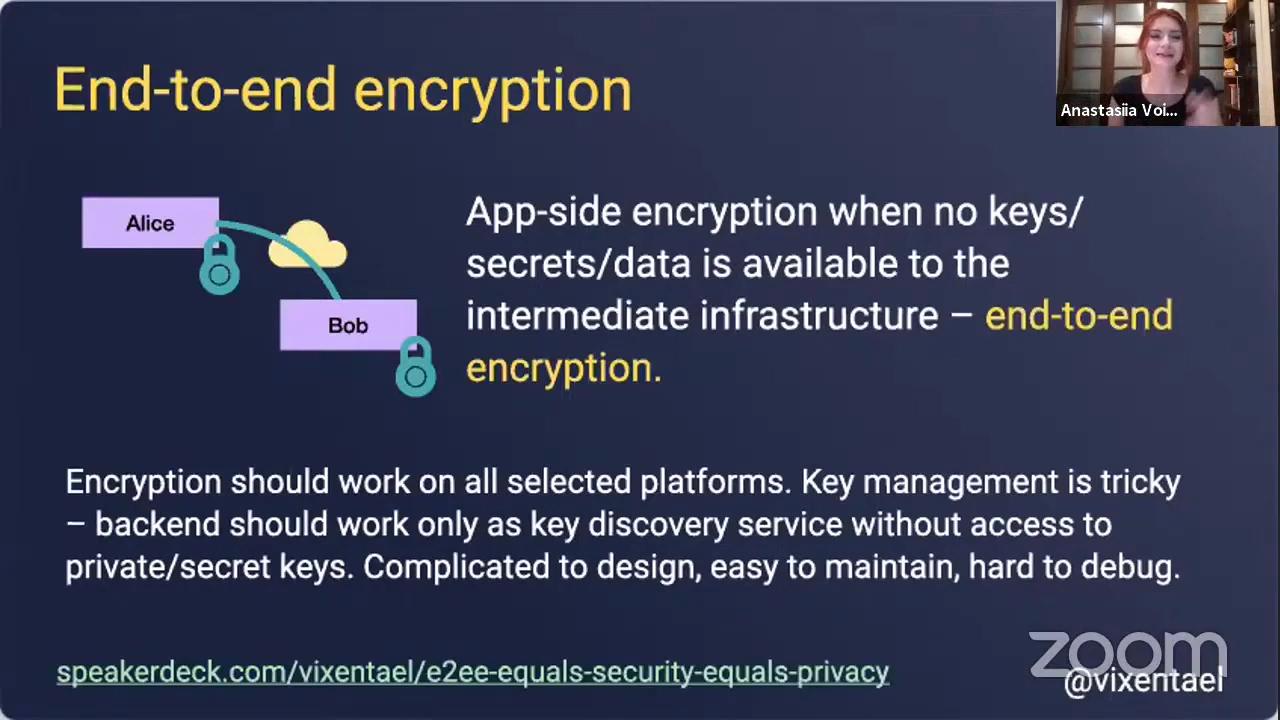 End-to-end encryption
Anastasiia Voi...
Alice
Bob
App-side encryption when no keys/
secrets/data is available to the
intermediate infrastructure – end-to-end
encryption.
Encryption should work on all selected platforms. Key management is tricky
– backend should work only as key discovery service without access to
private/secret keys. Complicated to design, easy to maintain, hard to debug.
speakerdeck.com/vixentael/e2ee-equals-security-equals-privacy
zoom
@vixentael